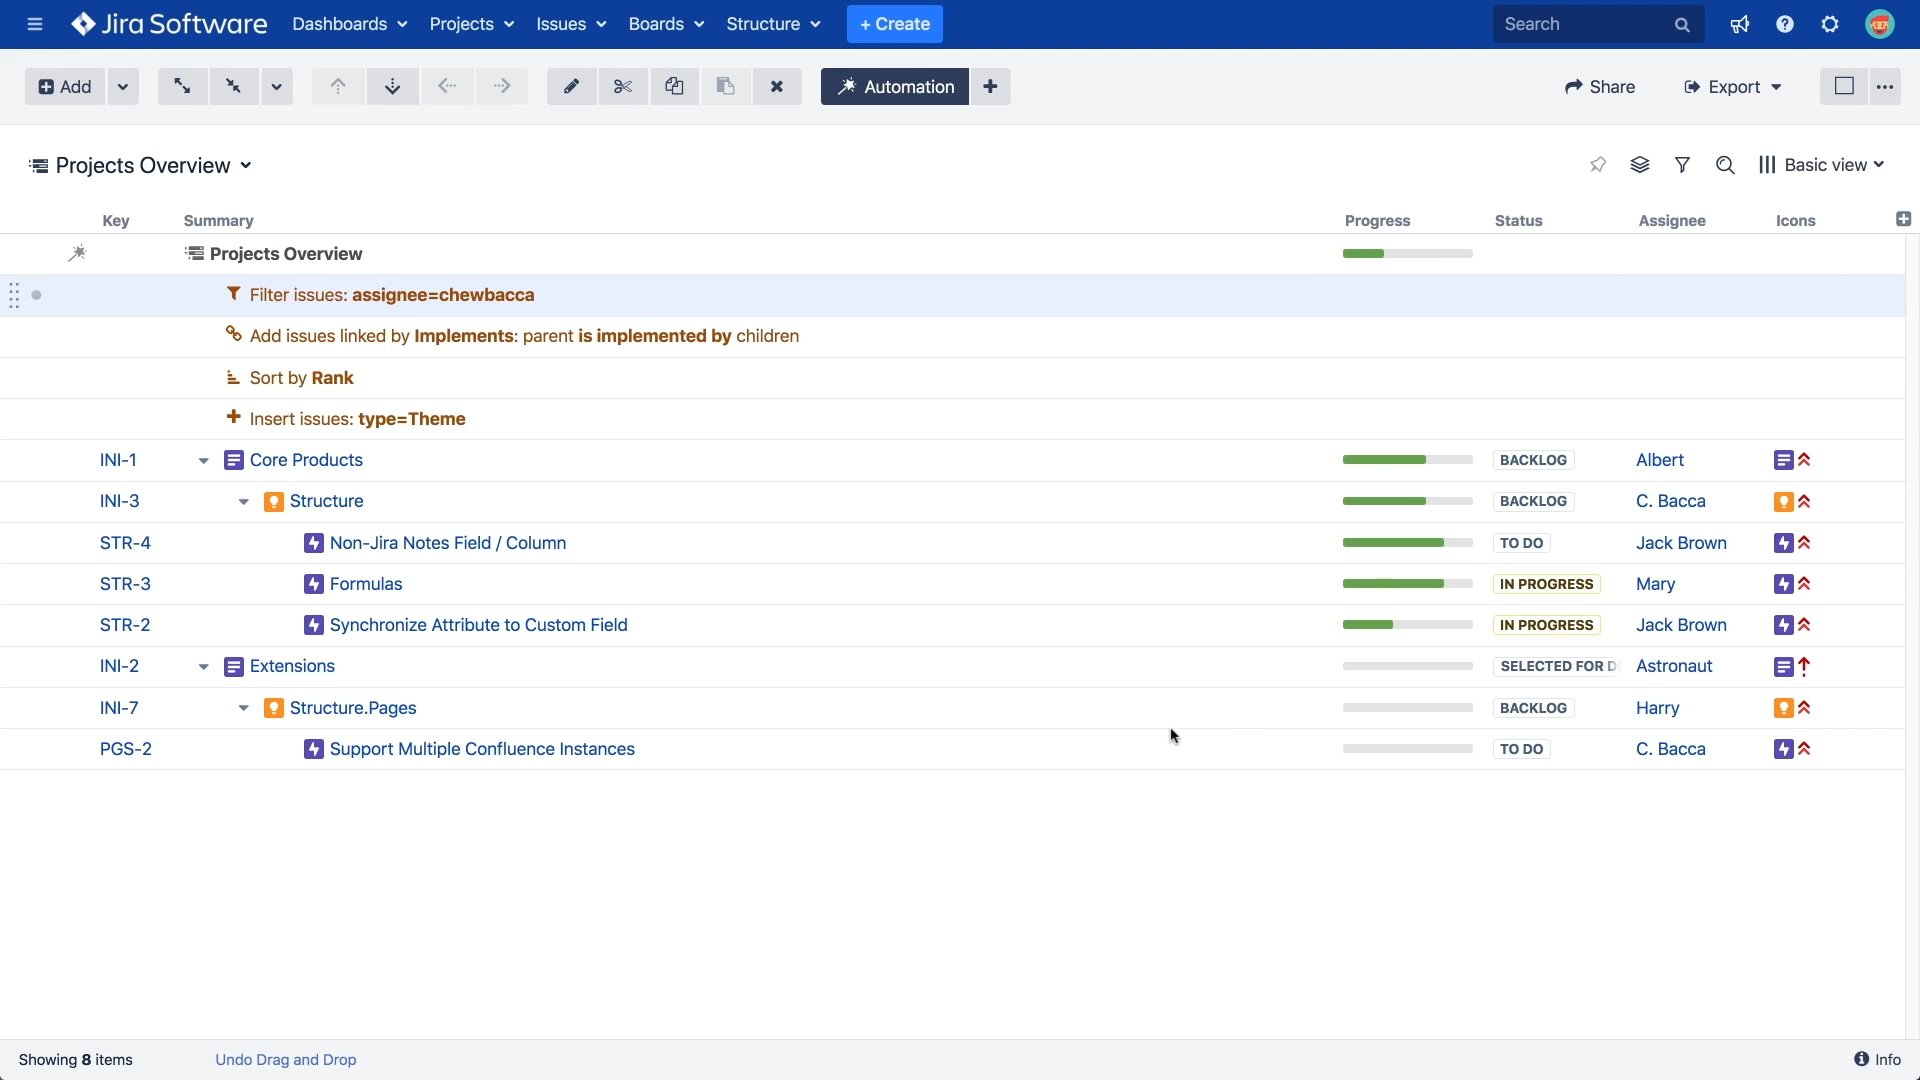 Jira Software Dashboards Projects Issues Boards Structure + Create Search
Add Automation Share Export
Projects Overview Basic view
Key Summary Progress Status Assignee Icons
Projects Overview
Filter issues: assignee=chewbacca
Add issues linked by Implements: parent is implemented by children
Sort by Rank
Insert issues: type=Theme
INI-1 Core Products BACKLOG Albert
INI-3 Structure BACKLOG C. Bacca
STR-4 Non-Jira Notes Field / Column TO DO Jack Brown
STR-3 Formulas IN PROGRESS Mary
STR-2 Synchronize Attribute to Custom Field IN PROGRESS Jack Brown
INI-2 Extensions SELECTED FOR Astronaut
INI-7 Structure.Pages BACKLOG Harry
PGS-2 Support Multiple Confluence Instances TO DO C. Bacca
Showing 8 items Undo Drag and Drop Info